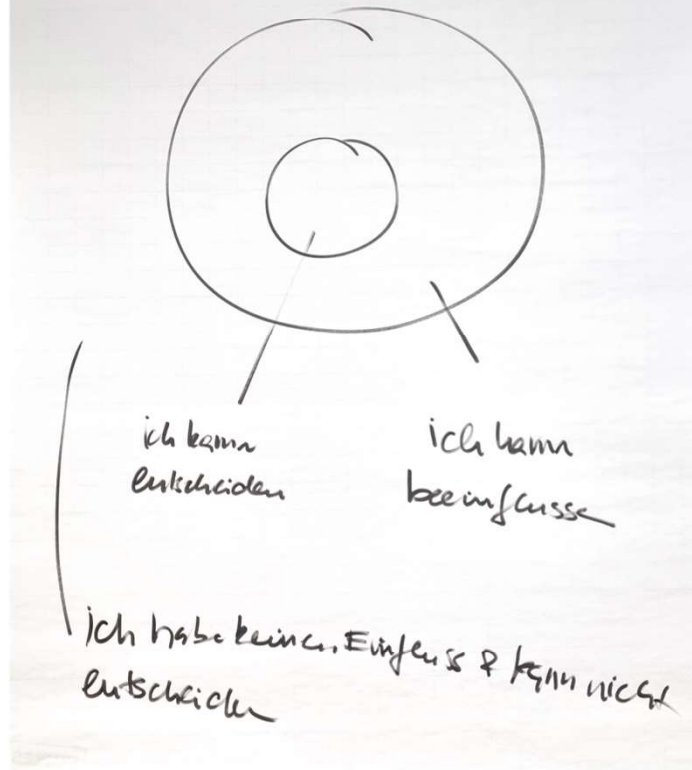 ich kann
entscheiden
ich kann
beeinflussen
ich habe keinen Einfluss & kann nicht
entscheiden